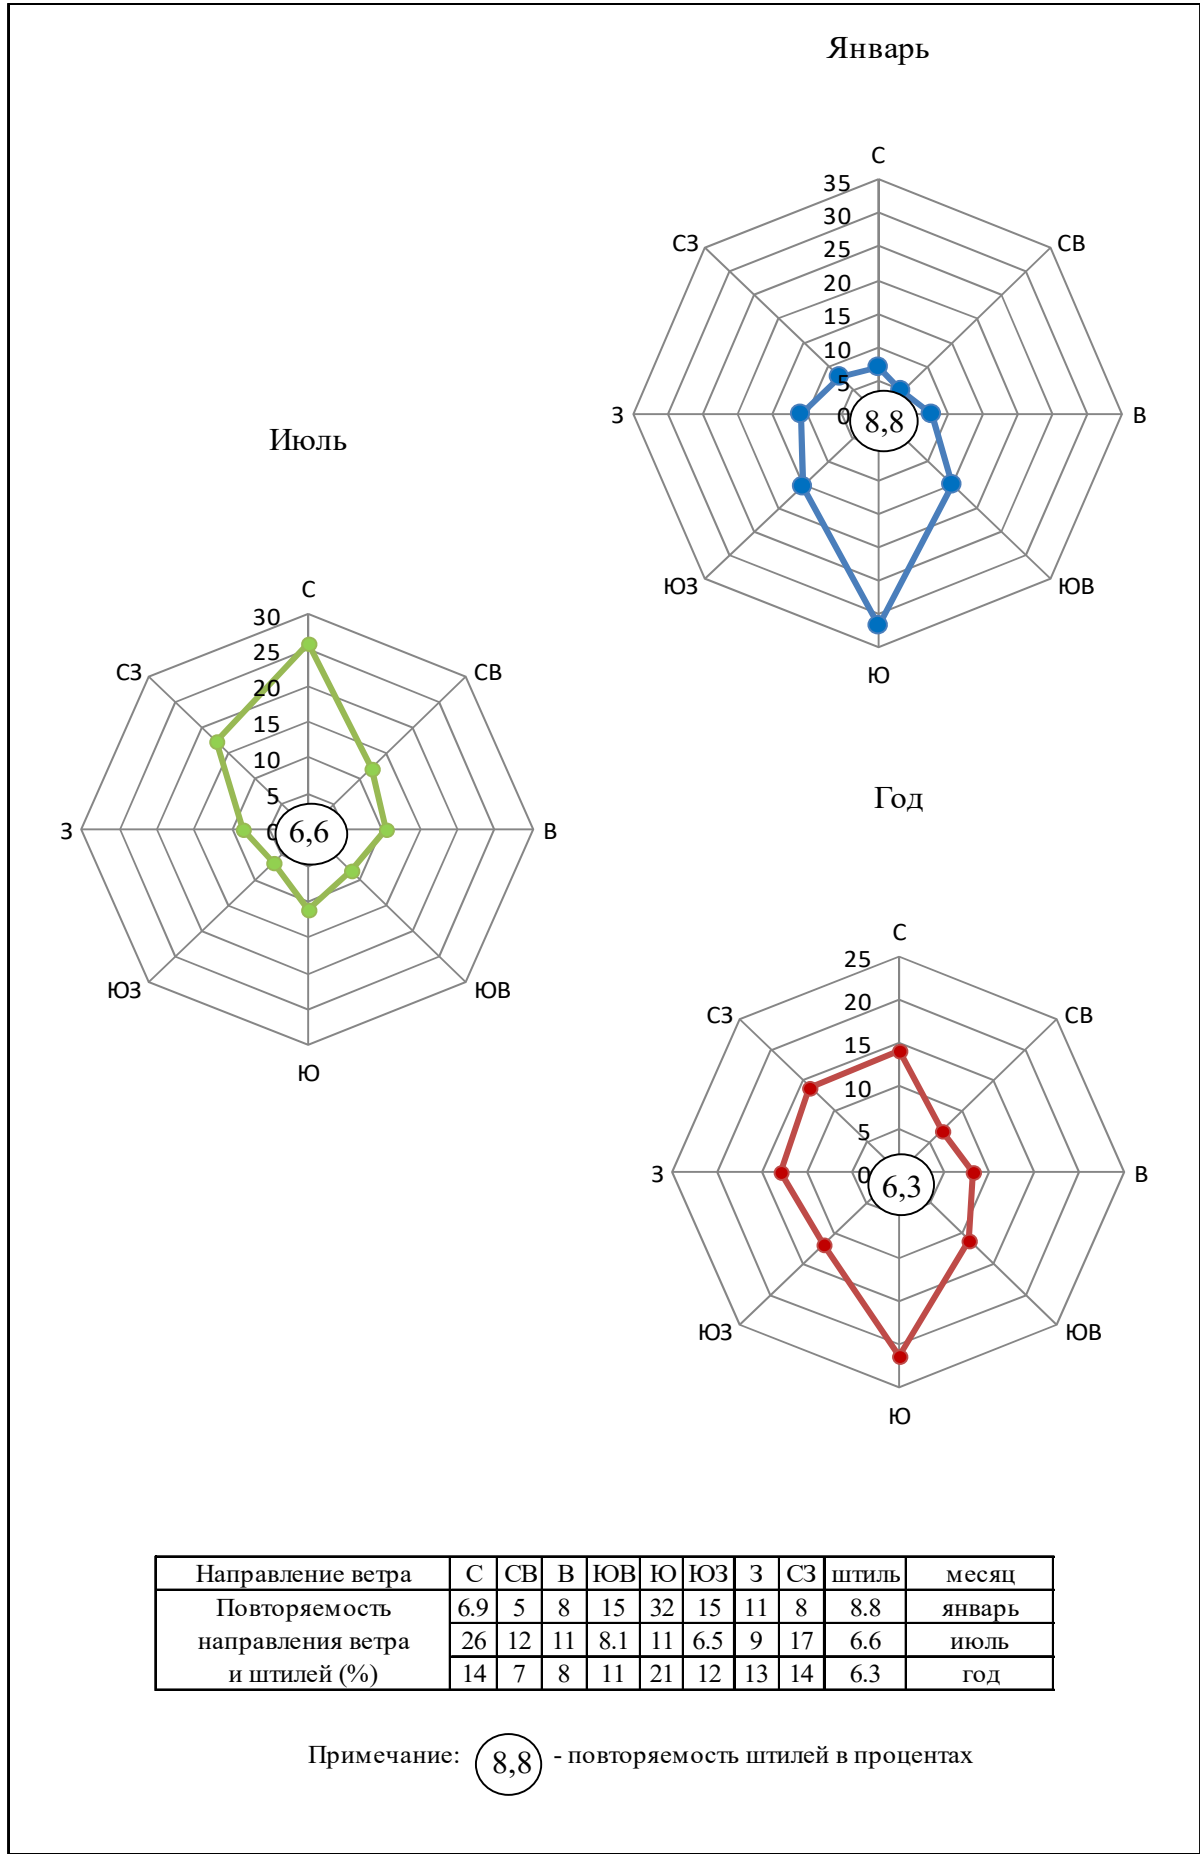 Январь
С
35
30
25
20
15
10
5
0
СЗ
СВ
З
В
ЮЗ
ЮВ
Ю
8,8
Июль
С
30
25
20
15
10
5
0
СЗ
СВ
З
В
ЮЗ
ЮВ
Ю
6,6
Год
С
25
20
15
10
5
0
СЗ
СВ
З
В
ЮЗ
ЮВ
Ю
6,3
Направление ветра С СВ В ЮВ Ю ЮЗ З СЗ штиль месяц
Повторяемость 6.9 5 8 15 32 15 11 8 8.8 январь
направления ветра 26 12 11 8.1 11 6.5 9 17 6.6 июль
и штилей (%) 14 7 8 11 21 12 13 14 6.3 год
Примечание: 8,8 - повторяемость штилей в процентах